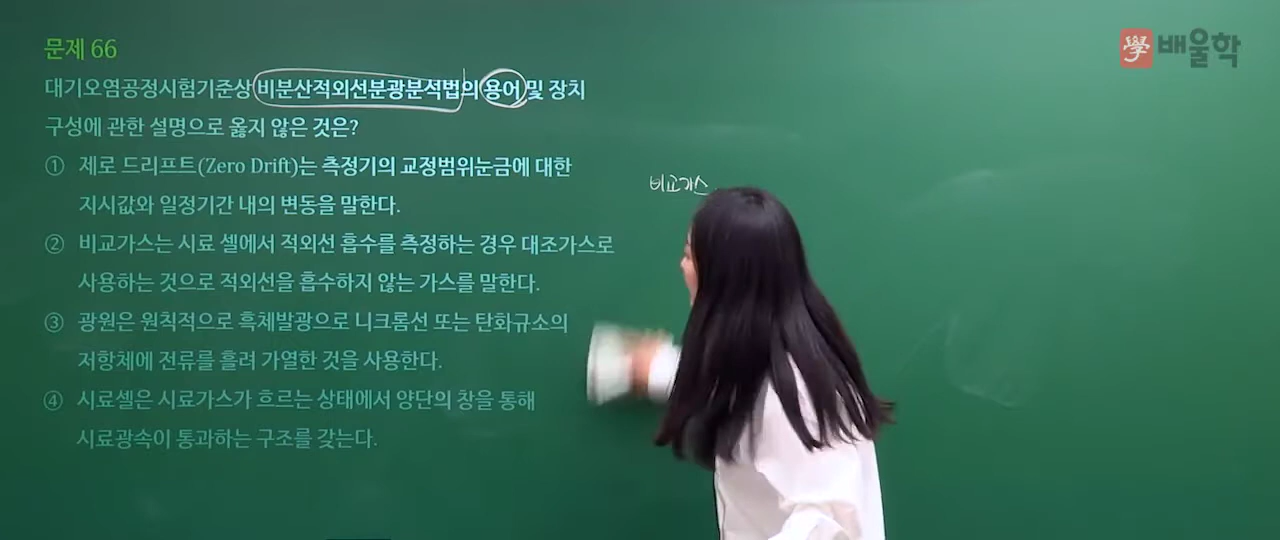 문제 66
대기오염공정시험기준상 비분산적외선분광분석법의 용어 및 장치
구성에 관한 설명으로 옳지 않은 것은?
① 제로 드리프트(Zero Drift)는 측정기의 교정범위눈금에 대한
지시값와 일정기간 내의 변동을 말한다.
② 비교가스는 시료 셀에서 적외선 흡수를 측정하는 경우 대조가스로
사용하는 것으로 적외선을 흡수하지 않는 가스를 말한다.
③ 광원은 원칙적으로 흑체발광으로 니크롬선 또는 탄화규소의
저항체에 전류를 흘려 가열한 것을 사용한다.
④ 시료셀은 시료가스가 흐르는 상태에서 양단의 창을 통해
시료광속이 통과하는 구조를 갖는다.
비교가스
學 배울학